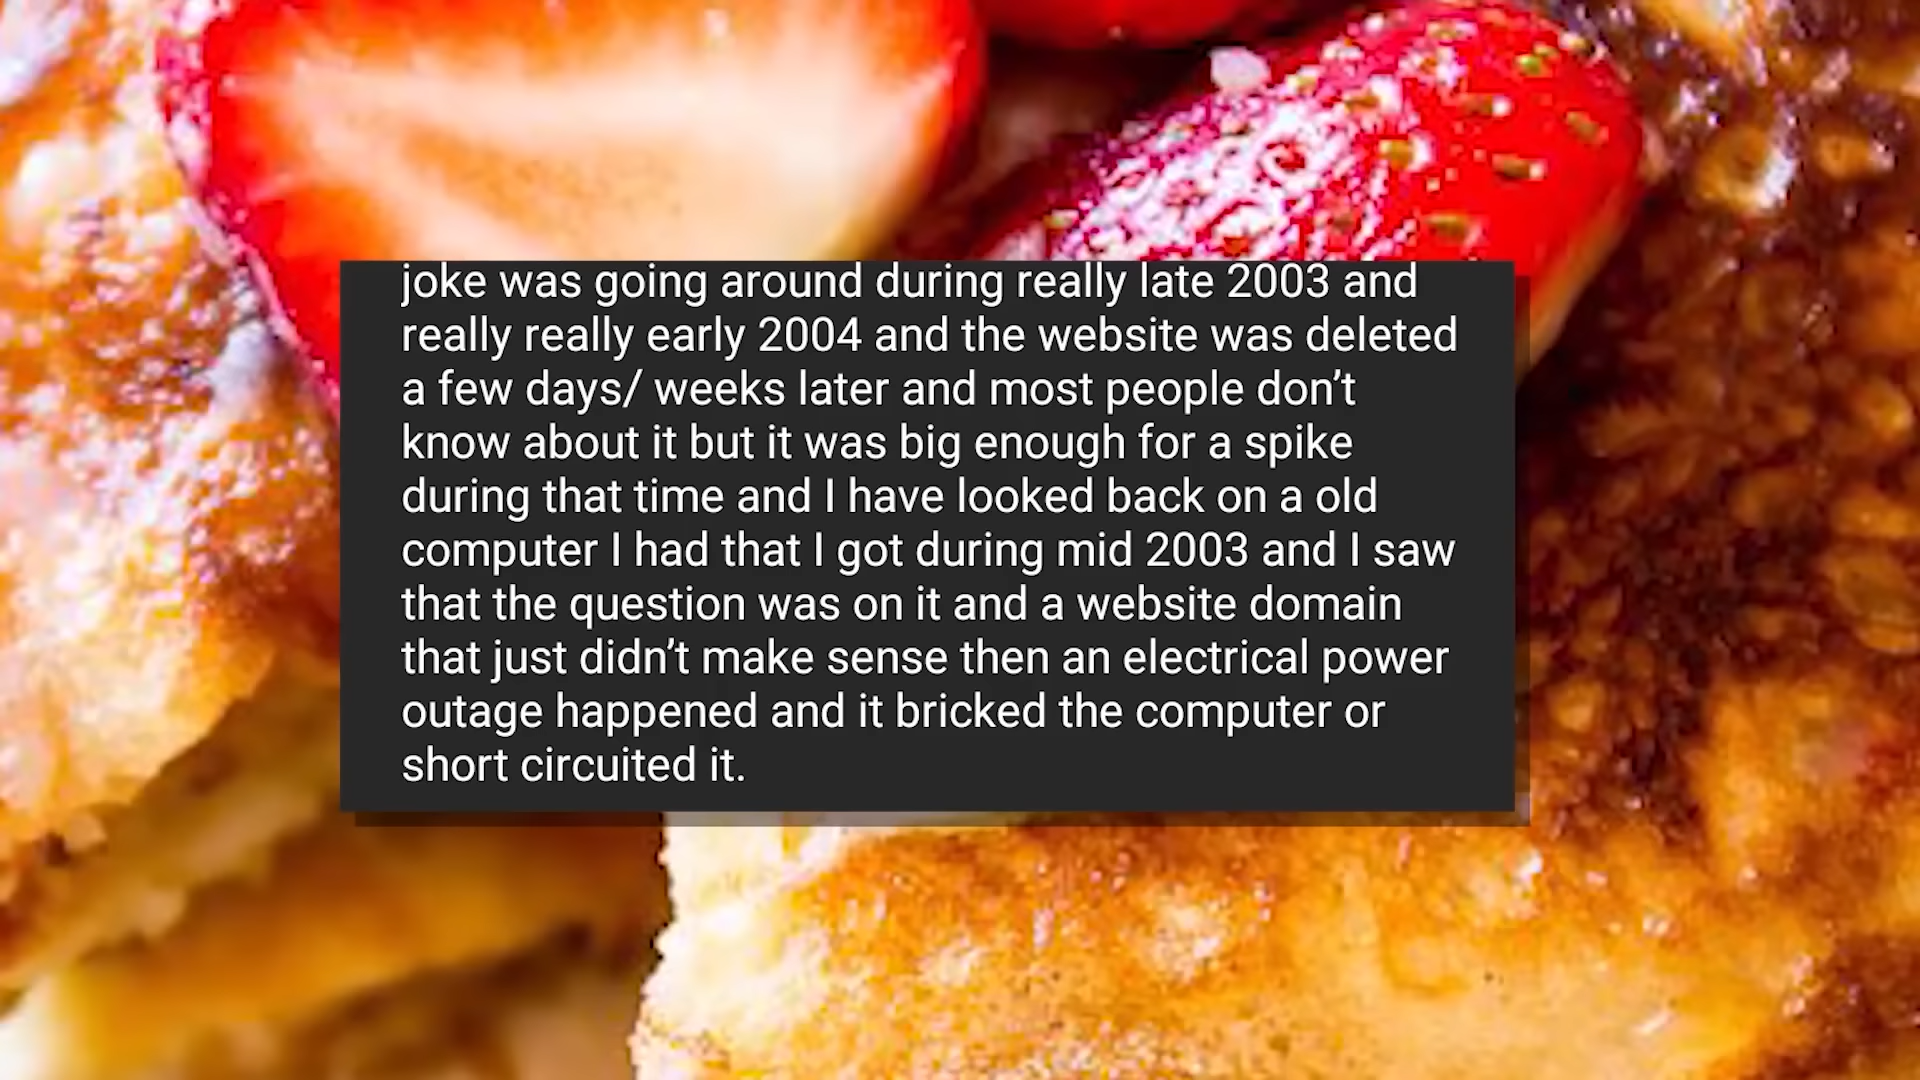 joke was going around during really late 2003 and
really really early 2004 and the website was deleted
a few days/ weeks later and most people don’t
know about it but it was big enough for a spike
during that time and I have looked back on a old
computer I had that I got during mid 2003 and I saw
that the question was on it and a website domain
that just didn’t make sense then an electrical power
outage happened and it bricked the computer or
short circuited it.